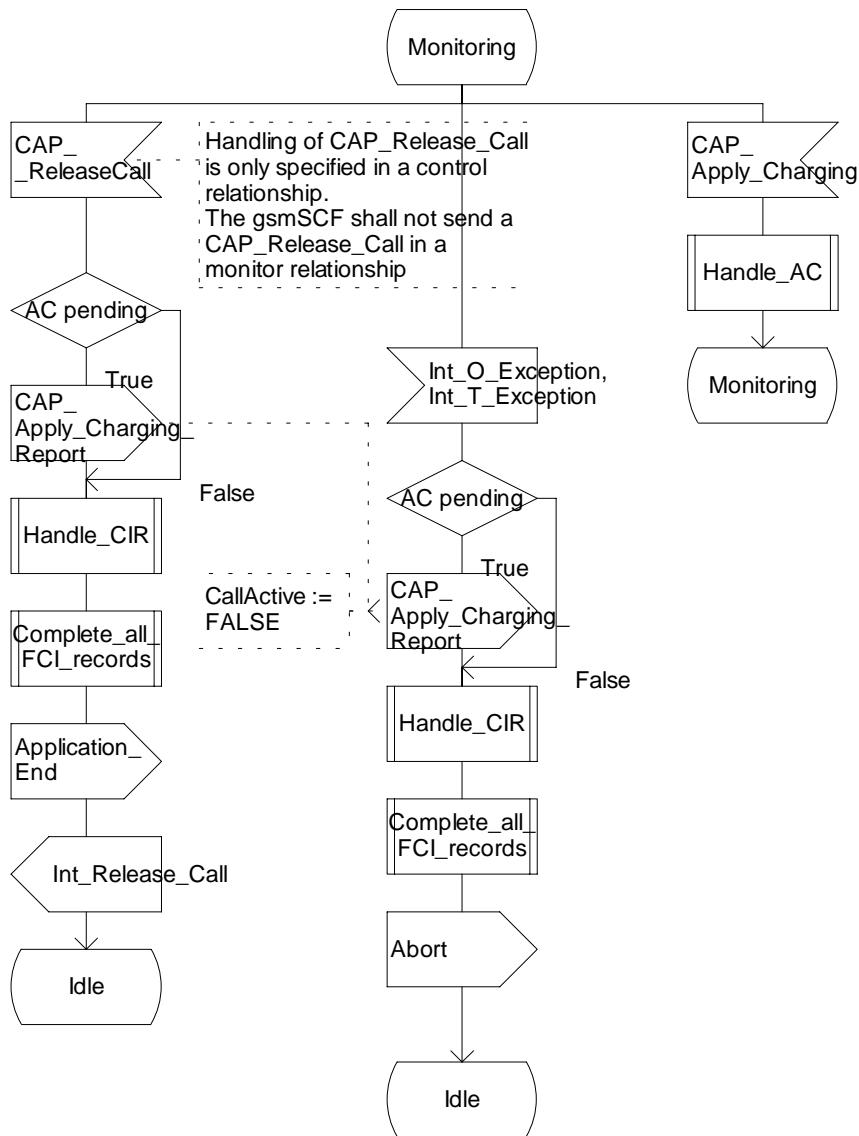 Monitoring
CAP_
_ReleaseCall
Handling of CAP_Release_Call
is only specified in a control
relationship.
The gsmSCF shall not send a
CAP_Release_Call in a
monitor relationship
CAP_
Apply_Charging
Handle_AC
Monitoring
AC pending
True
CAP_
Apply_Charging_
Report
False
Handle_CIR
Complete_all_
FCI_records
Application_
End
Int_Release_Call
Idle
Int_O_Exception,
Int_T_Exception
AC pending
True
CAP_
Apply_Charging_
Report
CallActive :=
FALSE
False
Handle_CIR
Complete_all_
FCI_records
Abort
Idle